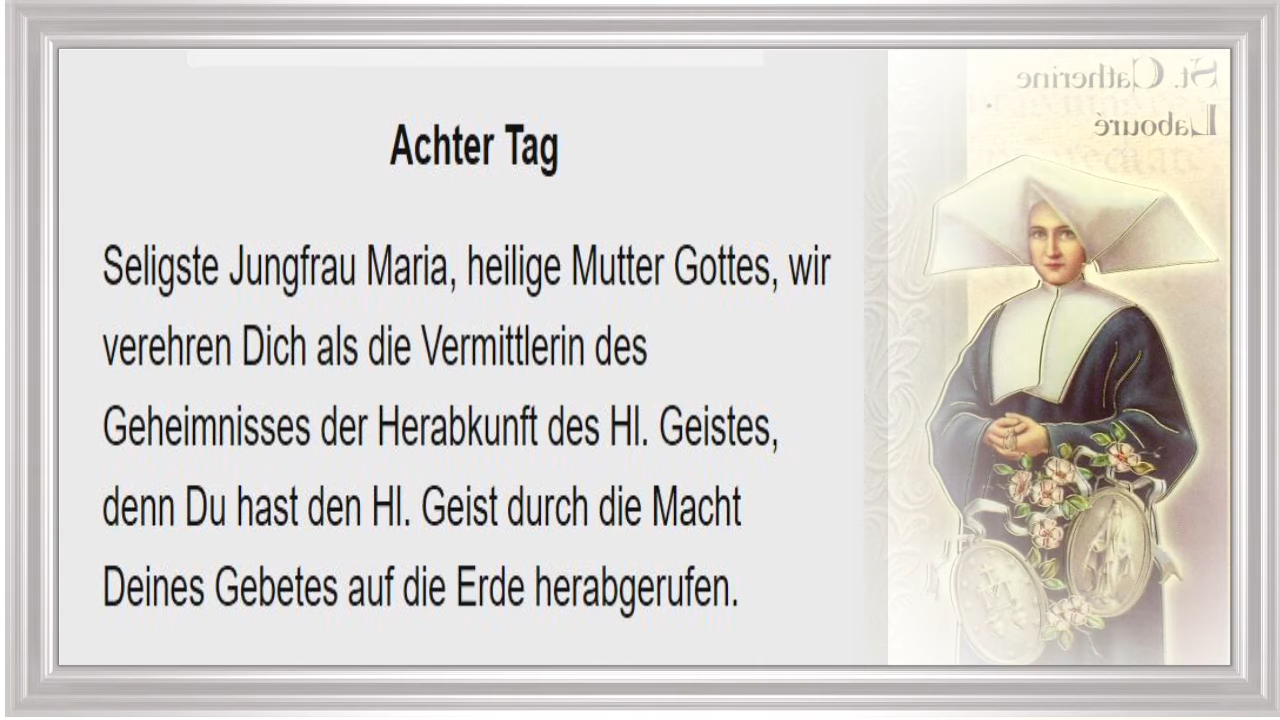 Achter Tag
Seligste Jungfrau Maria, heilige Mutter Gottes, wir
verehren Dich als die Vermittlerin des
Geheimnisses der Herabkunft des Hl. Geistes,
denn Du hast den Hl. Geist durch die Macht
Deines Gebetes auf die Erde herabgerufen.
St. Catherine
Labouré